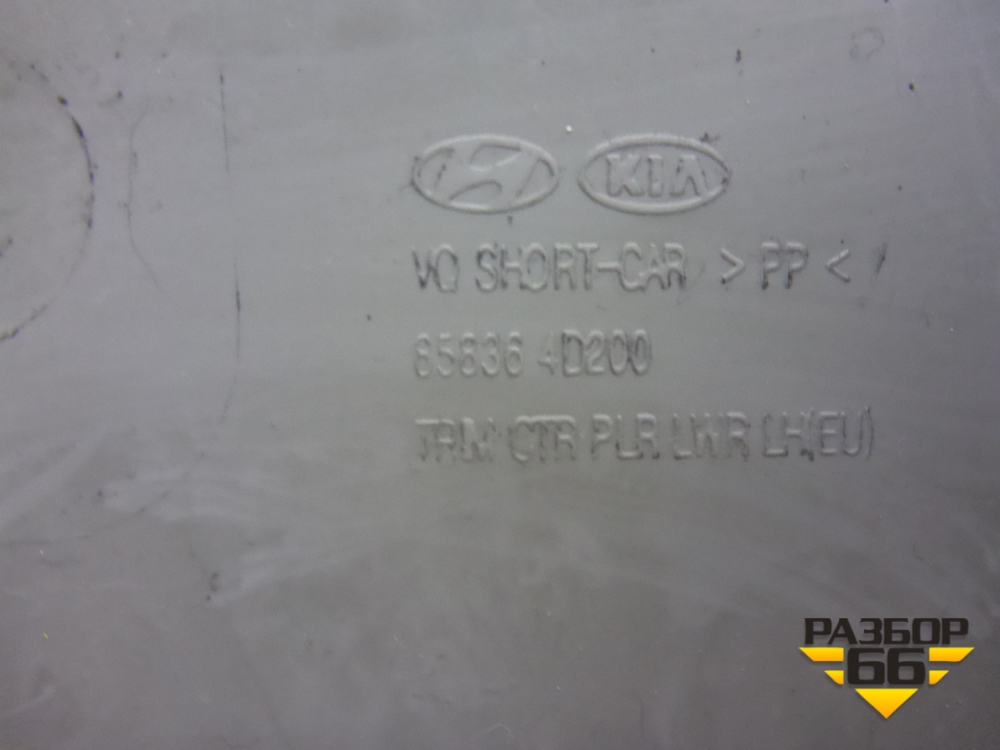 KIA
VQ SHORT-CAR >PP<
85836 4D200
TRIM CTR PLR LWR LH(EU)
РАЗБОР
66